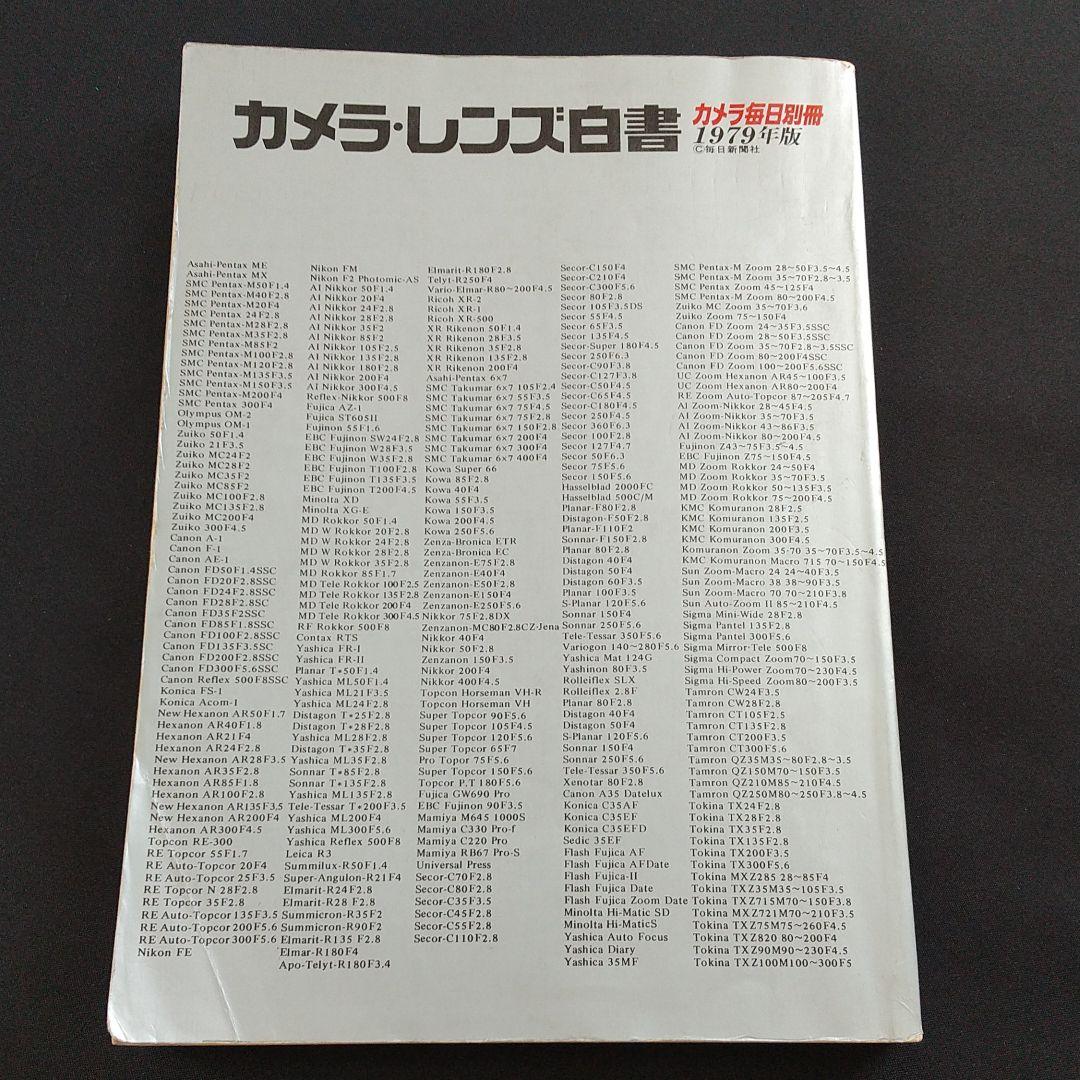 カメラ・レンズ白書
カメラ毎日別冊
1979年版
©毎日新聞社
Asahi-Pentax ME
Asahi-Pentax MX
SMC Pentax-M50F1.4
SMC Pentax-M40F2.8
SMC Pentax-M20F4
SMC Pentax 24F2.8
SMC Pentax-M28F2.8
SMC Pentax-M35F2.8
SMC Pentax-M85F2
SMC Pentax-M100F2.8
SMC Pentax-M120F2.8
SMC Pentax-M135F3.5
SMC Pentax-M150F3.5
SMC Pentax-M200F4
SMC Pentax 300F4
Olympus OM-2
Olympus OM-1
Zuiko 50F1.4
Zuiko 21F3.5
Zuiko MC24F2
Zuiko MC28F2
Zuiko MC35F2
Zuiko MC85F2
Zuiko MC100F2.8
Zuiko MC135F2.8
Zuiko MC200F4
Zuiko 300F4.5
Canon A-1
Canon F-1
Canon AE-1
Canon FD50F1.4SSC
Canon FD20F2.8SSC
Canon FD24F2.8SSC
Canon FD28F2.8SC
Canon FD35F2SSC
Canon FD85F1.8SSC
Canon FD100F2.8SSC
Canon FD135F3.5SC
Canon FD200F2.8SSC
Canon FD300F5.6SSC
Canon Reflex 500F8SSC
Konica FS-1
Konica Acom-1
New Hexanon AR50F1.7
Hexanon AR40F1.8
Hexanon AR21F4
Hexanon AR24F2.8
New Hexanon AR28F3.5
Hexanon AR35F2.8
Hexanon AR85F1.8
Hexanon AR100F2.8
New Hexanon AR135F3.5
New Hexanon AR200F4
Hexanon AR300F4.5
Topcon RE-300
RE Topcor 55F1.7
RE Auto-Topcor 20F4
RE Auto-Topcor 25F3.5
RE Topcor N 28F2.8
RE Topcor 35F2.8
RE Auto-Topcor 135F3.5
RE Auto-Topcor 200F5.6
RE Auto-Topcor 300F5.6
Nikon FE
Nikon FM
Nikon F2 Photomic-AS
AI Nikkor 50F1.4
AI Nikkor 20F4
AI Nikkor 24F2.8
AI Nikkor 28F2.8
AI Nikkor 35F2
AI Nikkor 85F2
AI Nikkor 105F2.5
AI Nikkor 135F2.8
AI Nikkor 180F2.8
AI Nikkor 200F4
AI Nikkor 300F4.5
Reflex-Nikkor 500F8
Fujica AZ-1
Fujica ST605II
Fujinon 55F1.6
EBC Fujinon SW24F2.8
EBC Fujinon W28F3.5
EBC Fujinon W35F2.8
EBC Fujinon T100F2.8
EBC Fujinon T135F3.5
EBC Fujinon T200F4.5
Minolta XD
Minolta XG-E
MD Rokkor 50F1.4
MD W Rokkor 20F2.8
MD W Rokkor 24F2.8
MD W Rokkor 28F2.8
MD W Rokkor 35F2.8
MD Rokkor 85F1.7
MD Tele Rokkor 100F2.5
MD Tele Rokkor 135F2.8
MD Tele Rokkor 200F4
MD Tele Rokkor 300F4.5
RF Rokkor 500F8
Contax RTS
Yashica FR-I
Yashica FR-II
Planar T*50F1.4
Yashica ML50F1.4
Yashica ML21F3.5
Yashica ML24F2.8
Distagon T*25F2.8
Distagon T*28F2.8
Yashica ML28F2.8
Distagon T*35F2.8
Yashica ML35F2.8
Sonnar T*85F2.8
Sonnar T*135F2.8
Yashica ML135F2.8
Tele-Tessar T*200F3.5
Yashica ML200F4
Yashica ML300F5.6
Yashica Reflex 500F8
Leica R3
Summilux-R50F1.4
Super-Angulon-R21F4
Elmarit-R24F2.8
Elmarit-R28 F2.8
Summicron-R35F2
Summicron-R90F2
Elmarit-R135 F2.8
Elmar-R180F4
Apo-Telyt-R180F3.4
Elmarit-R180F2.8
Telyt-R250F4
Vario-Elmar-R80~200F4.5
Ricoh XR-2
Ricoh XR-1
Ricoh XR-500
XR Rikenon 50F1.4
XR Rikenon 28F3.5
XR Rikenon 35F2.8
XR Rikenon 135F2.8
XR Rikenon 200F4
Asahi-Pentax 6×7
SMC Takumar 6×7 105F2.4
SMC Takumar 6×7 55F3.5
SMC Takumar 6×7 75F4.5
SMC Takumar 6×7 75F2.8
SMC Takumar 6×7 150F2.8
SMC Takumar 6×7 200F4
SMC Takumar 6×7 300F4
SMC Takumar 6×7 400F4
Kowa Super 66
Kowa 85F2.8
Kowa 40F4
Kowa 55F3.5
Kowa 150F3.5
Kowa 200F4.5
Kowa 250F5.6
Zenza-Bronica ETR
Zenza-Bronica EC
Zenzanon-E75F2.8
Zenzanon-E40F4
Zenzanon-E50F2.8
Zenzanon-E150F4
Zenzanon-E250F5.6
Nikkor 75F2.8DX
Zenzanon-MC80F2.8CZ-Jena
Nikkor 40F4
Nikkor 50F2.8
Zenzanon 150F3.5
Nikkor 200F4
Nikkor 400F4.5
Topcon Horseman VH-R
Topcon Horseman VH
Super Topcor 90F5.6
Super Topcor 105F4.5
Super Topcor 120F5.6
Super Topcor 65F7
Pro Topor 75F5.6
Super Topcor 150F5.6
Topcor P.T 180F5.6
Fujica GW690 Pro
EBC Fujinon 90F3.5
Mamiya M645 1000S
Mamiya C330 Pro-f
Mamiya C220 Pro
Mamiya RB67 Pro-S
Universal Press
Secor-C70F2.8
Secor-C80F2.8
Secor-C35F3.5
Secor-C45F2.8
Secor-C55F2.8
Secor-C110F2.8
Secor-C150F4
Secor-C210F4
Secor-C300F5.6
Secor 80F2.8
Secor 105F3.5DS
Secor 55F4.5
Secor 65F3.5
Secor 135F4.5
Secor-Super 180F4.5
Secor 250F6.3
Secor-C90F3.8
Secor-C127F3.8
Secor-C50F4.5
Secor-C65F4.5
Secor-C180F4.5
Secor 250F4.5
Secor 360F6.3
Secor 100F2.8
Secor 127F4.7
Secor 50F6.3
Secor 75F5.6
Secor 150F5.6
Hasselblad 2000FC
Hasselblad 500C/M
Planar-F80F2.8
Distagon-F50F2.8
Planar-F110F2
Sonnar-F150F2.8
Planar 80F2.8
Distagon 40F4
Distagon 50F4
Distagon 60F3.5
Planar 100F3.5
S-Planar 120F5.6
Sonnar 150F4
Sonnar 250F5.6
Tele-Tessar 350F5.6
Variogon 140~280F5.6
Yashica Mat 124G
Yashinon 80F3.5
Rolleiflex SLX
Rolleiflex 2.8F
Planar 80F2.8
Distagon 40F4
Distagon 50F4
S-Planar 120F5.6
Sonnar 250F5.6
Sonnar 150F4
Tele-Tessar 350F5.6
Xenotar 80F2.8
Canon A35 Datelux
Konica C35AF
Konica C35EF
Konica C35EFD
Sedic 35EF
Flash Fujica AF
Flash Fujica AFDate
Flash Fujica-II
Flash Fujica Date
Flash Fujica Zoom Date
Minolta Hi-Matic SD
Minolta Hi-MaticS
Yashica Auto Focus
Yashica Diary
Yashica 35MF
SMC Pentax-M Zoom 28~50F3.5~4.5
SMC Pentax-M Zoom 35~70F2.8~3.5
SMC Pentax Zoom 45~125F4
SMC Pentax-M Zoom 80~200F4.5
Zuiko MC Zoom 35~70F3.6
Zuiko Zoom 75~150F4
Canon FD Zoom 24~35F3.5SSC
Canon FD Zoom 28~50F3.5SSC
Canon FD Zoom 35~70F2.8~3.5SSC
Canon FD Zoom 80~200F4SSC
Canon FD Zoom 100~200F5.6SSC
UC Zoom Hexanon AR45~100F3.5
UC Zoom Hexanon AR80~200F4
RE Zoom Auto-Topcor 87~205F4.7
AI Zoom-Nikkor 28~45F4.5
AI Zoom-Nikkor 35~70F3.5
AI Zoom-Nikkor 43~86F3.5
AI Zoom-Nikkor 80~200F4.5
Fujinon Z43~75F3.5~4.5
EBC Fujinon Z75~150F4.5
MD Zoom Rokkor 24~50F4
MD Zoom Rokkor 35~70F3.5
MD Zoom Rokkor 50~135F3.5
MD Zoom Rokkor 75~200F4.5
KMC Komuranon 28F2.5
KMC Komuranon 135F2.5
KMC Komuranon 200F3.5
KMC Komuranon 300F4.5
Komuranon Zoom 35·70 35~70F3.5~4.5
KMC Komuranon Macro 715 70~150F4.5
Sun Zoom-Macro 24 24~40F3.5
Sun Zoom-Macro 38 38~90F3.5
Sun Zoom-Macro 70 70~210F3.8
Sun Auto-Zoom II 85~210F4.5
Sigma Mini-Wide 28F2.8
Sigma Pantel 135F2.8
Sigma Pantel 300F5.6
Sigma Mirror-Tele 500F8
Sigma Compact Zoom70~150F3.5
Sigma Hi-Power Zoom70~230F4.5
Sigma Hi-Speed Zoom80~200F3.5
Tamron CW24F3.5
Tamron CW28F2.8
Tamron CT105F2.5
Tamron CT135F2.8
Tamron CT200F3.5
Tamron CT300F5.6
Tamron QZ35M35~80F2.8~3.5
Tamron QZ150M70~150F3.5
Tamron QZ210M85~210F4.5
Tamron QZ250M80~250F3.8~4.5
Tokina TX24F2.8
Tokina TX28F2.8
Tokina TX35F2.8
Tokina TX135F2.8
Tokina TX200F3.5
Tokina TX300F5.6
Tokina MXZ285 28~85F4
Tokina TXZ35M35~105F3.5
Tokina TXZ715M70~150F3.8
Tokina MXZ721M70~210F3.5
Tokina TXZ75M75~260F4.5
Tokina TXZ820 80~200F4
Tokina TXZ90M90~230F4.5
Tokina TXZ100M100~300F5